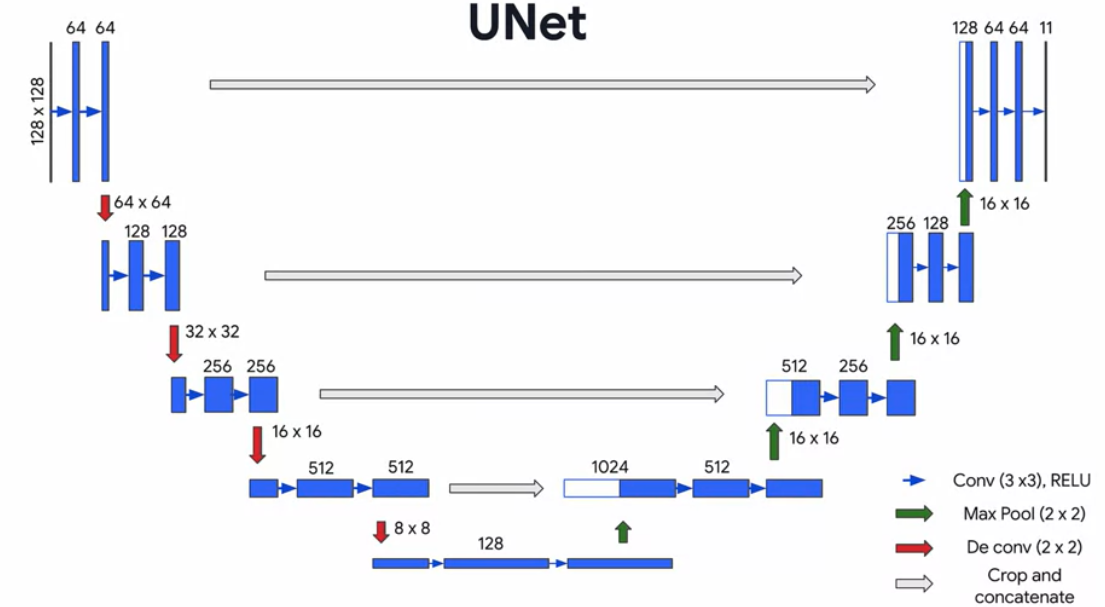 UNet
64 64
128 64 64 11
128 x 128
64 x 64
16 x 16
128 128
256 128
32 x 32
16 x 16
256 256
512 256
16 x 16
16 x 16
512 512
1024 512
8 x 8
128
Conv (3 x3), RELU
Max Pool (2 x 2)
De conv (2 x 2)
Crop and
concatenate